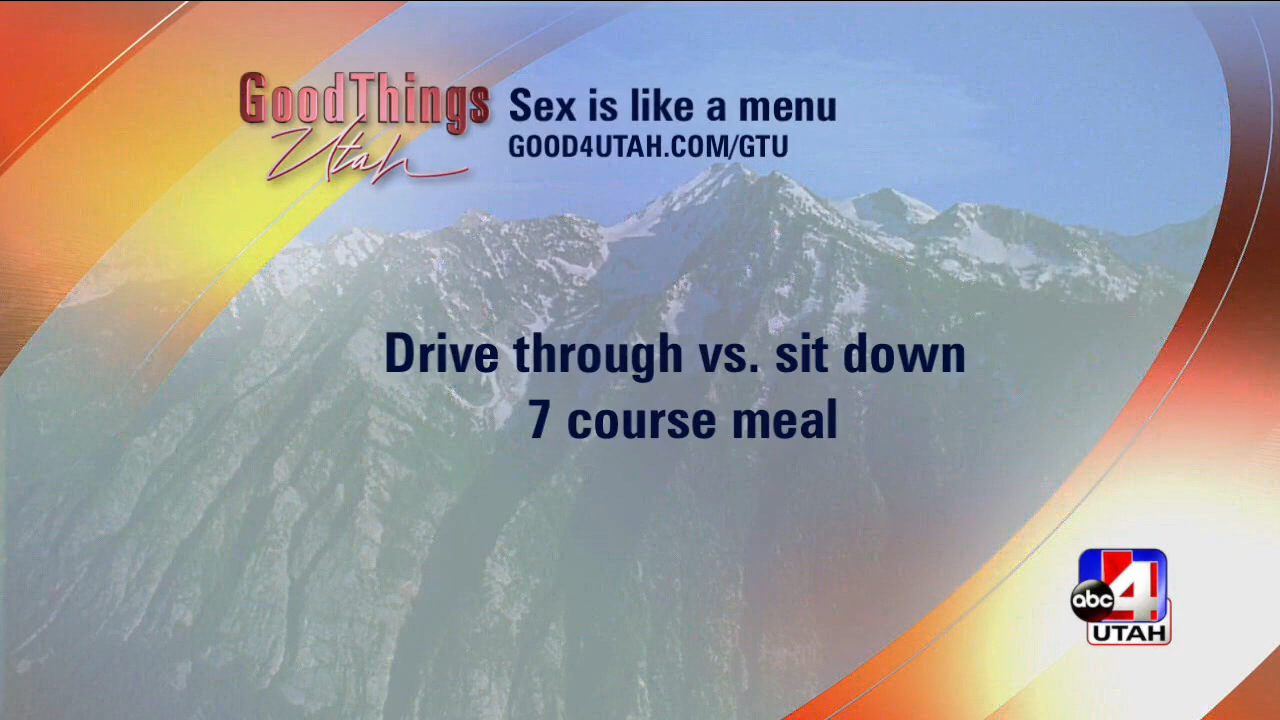 GoodThings
Utah
Sex is like a menu
GOOD4UTAH.COM/GTU
Drive through vs. sit down
7 course meal
abc 4
UTAH